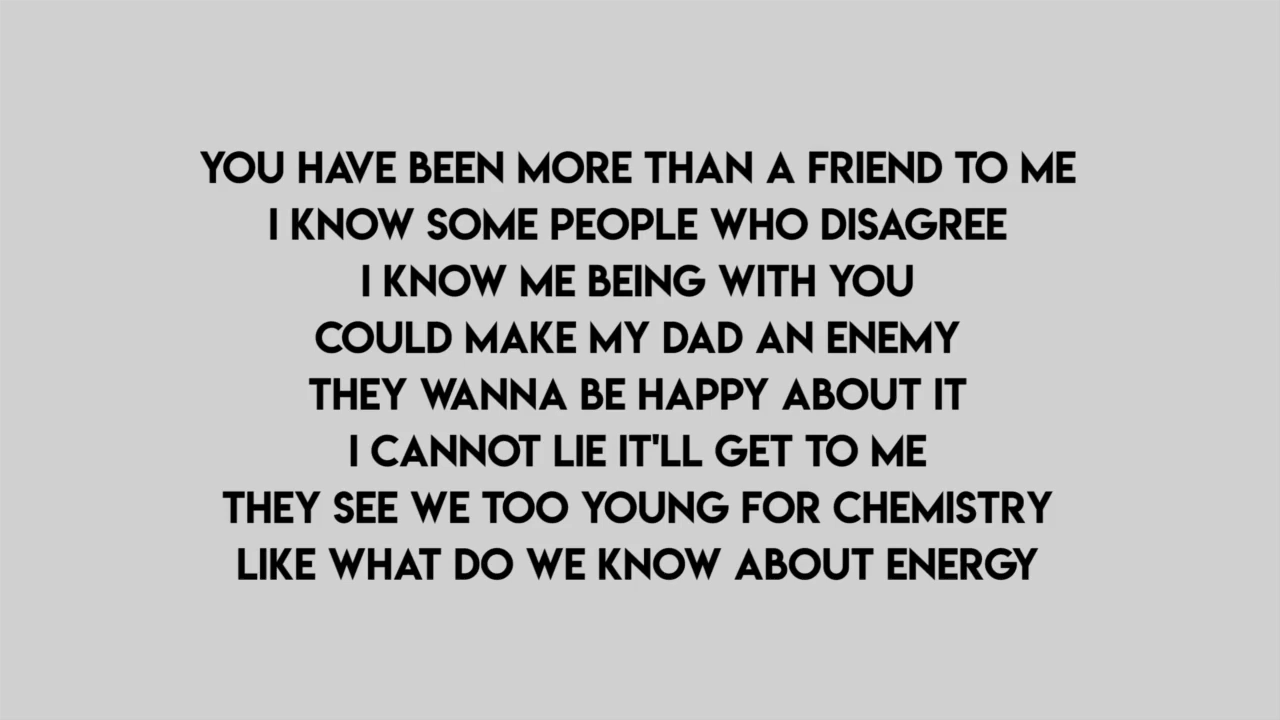 YOU HAVE BEEN MORE THAN A FRIEND TO ME
I KNOW SOME PEOPLE WHO DISAGREE
I KNOW ME BEING WITH YOU
COULD MAKE MY DAD AN ENEMY
THEY WANNA BE HAPPY ABOUT IT
I CANNOT LIE IT'LL GET TO ME
THEY SEE WE TOO YOUNG FOR CHEMISTRY
LIKE WHAT DO WE KNOW ABOUT ENERGY